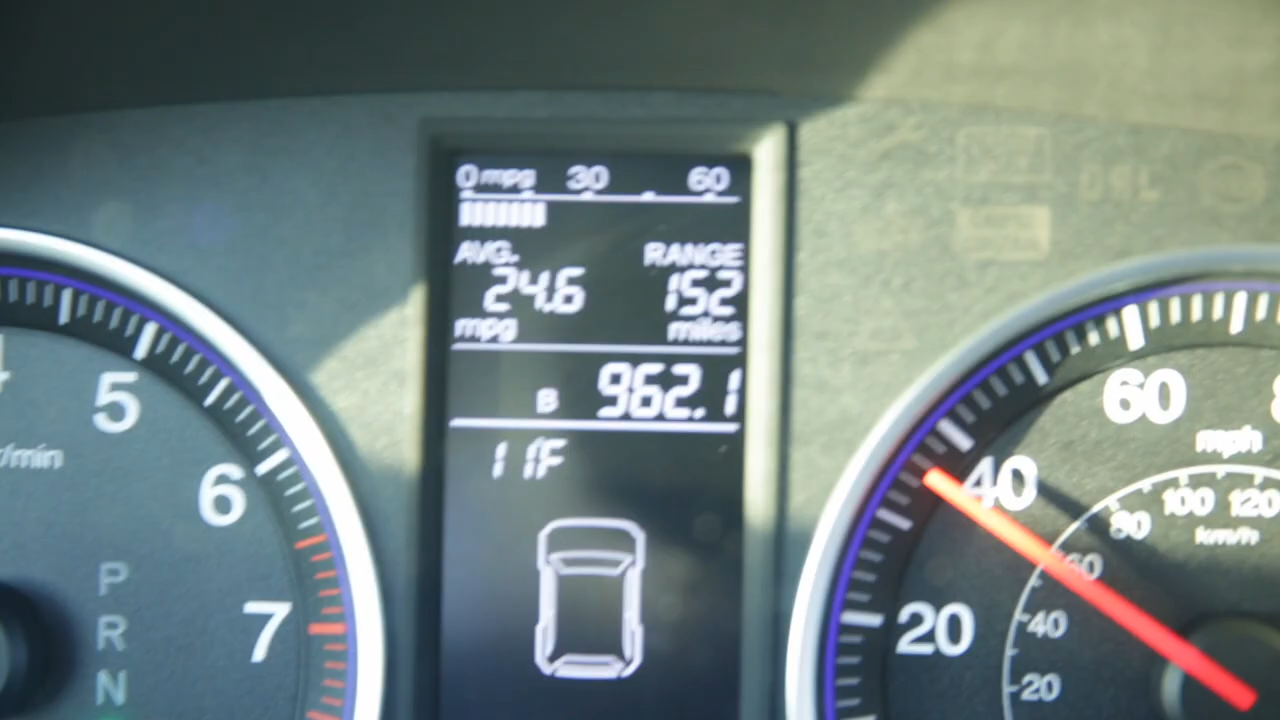 0 mpg 30 60
AVG. RANGE
24.6 152
mpg miles
B 962.1
11F
5
r/min
6
7
P
R
N
60
mph
40
20
80 100 120
km/h
60
40
20